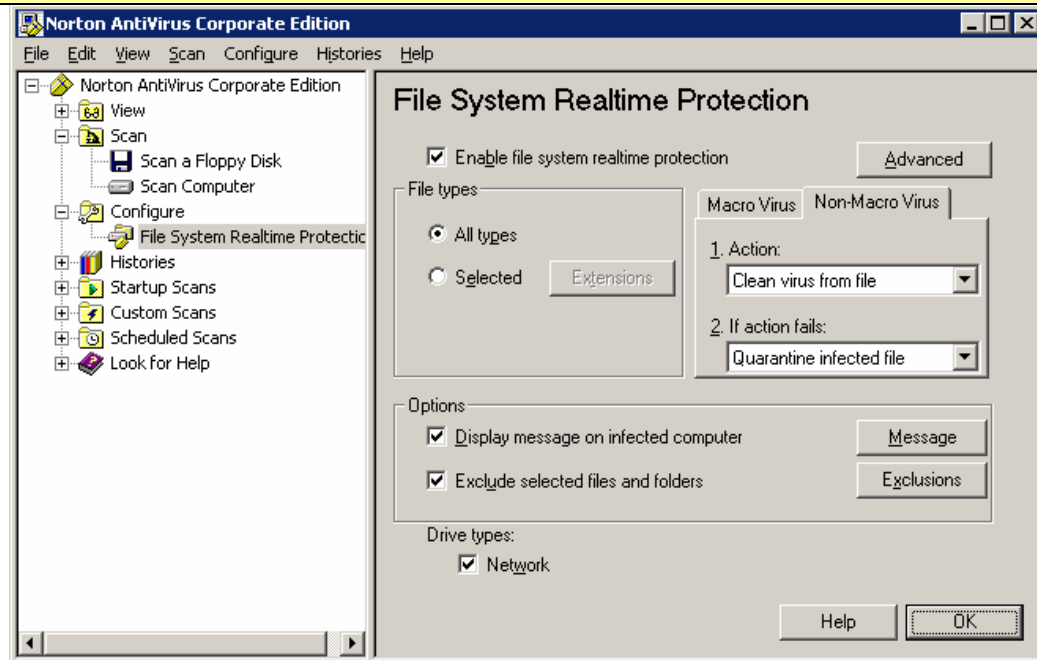 Norton AntiVirus Corporate Edition
File Edit View Scan Configure Histories Help
Norton AntiVirus Corporate Edition
View
Scan
Scan a Floppy Disk
Scan Computer
Configure
File System Realtime Protectic
Histories
Startup Scans
Custom Scans
Scheduled Scans
Look for Help
File System Realtime Protection
Enable file system realtime protection
Advanced
File types
All types
Selected
Extensions
Macro Virus Non-Macro Virus
1. Action:
Clean virus from file
2. If action fails:
Quarantine infected file
Options
Display message on infected computer
Message
Exclude selected files and folders
Exclusions
Drive types:
Network
Help OK